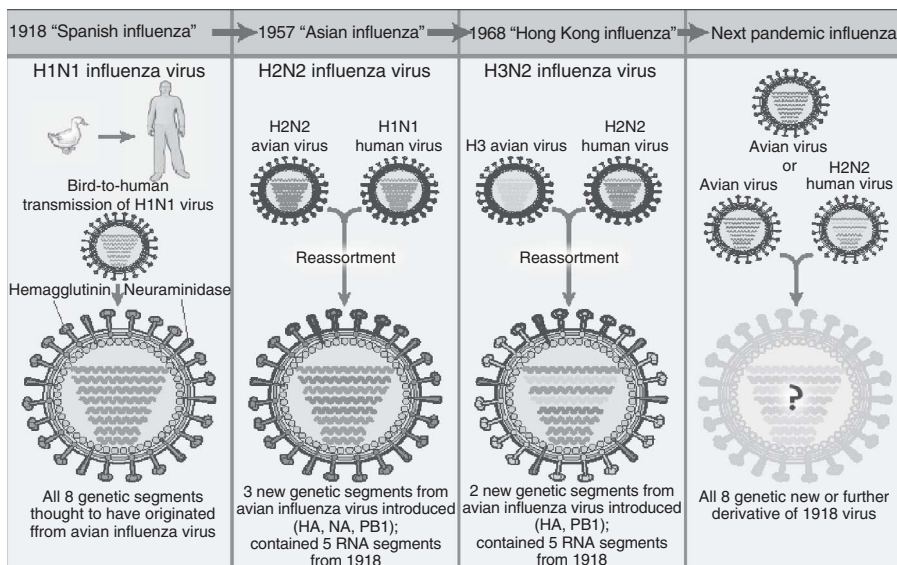 1918 “Spanish influenza”
1957 “Asian influenza”
1968 “Hong Kong influenza”
Next pandemic influenza
H1N1 influenza virus
Bird-to-human
transmission of H1N1 virus
Hemagglutinin
Neuraminidase
All 8 genetic segments
thought to have originated
ffrom avian influenza virus
H2N2 influenza virus
H2N2
avian virus
H1N1
human virus
Reassortment
3 new genetic segments from
avian influenza virus introduced
(HA, NA, PB1);
contained 5 RNA segments
from 1918
H3N2 influenza virus
H3 avian virus
H2N2
human virus
Reassortment
2 new genetic segments from
avian influenza virus introduced
(HA, PB1);
contained 5 RNA segments
from 1918
Avian virus
or
Avian virus
H2N2
human virus
?
All 8 genetic new or further
derivative of 1918 virus